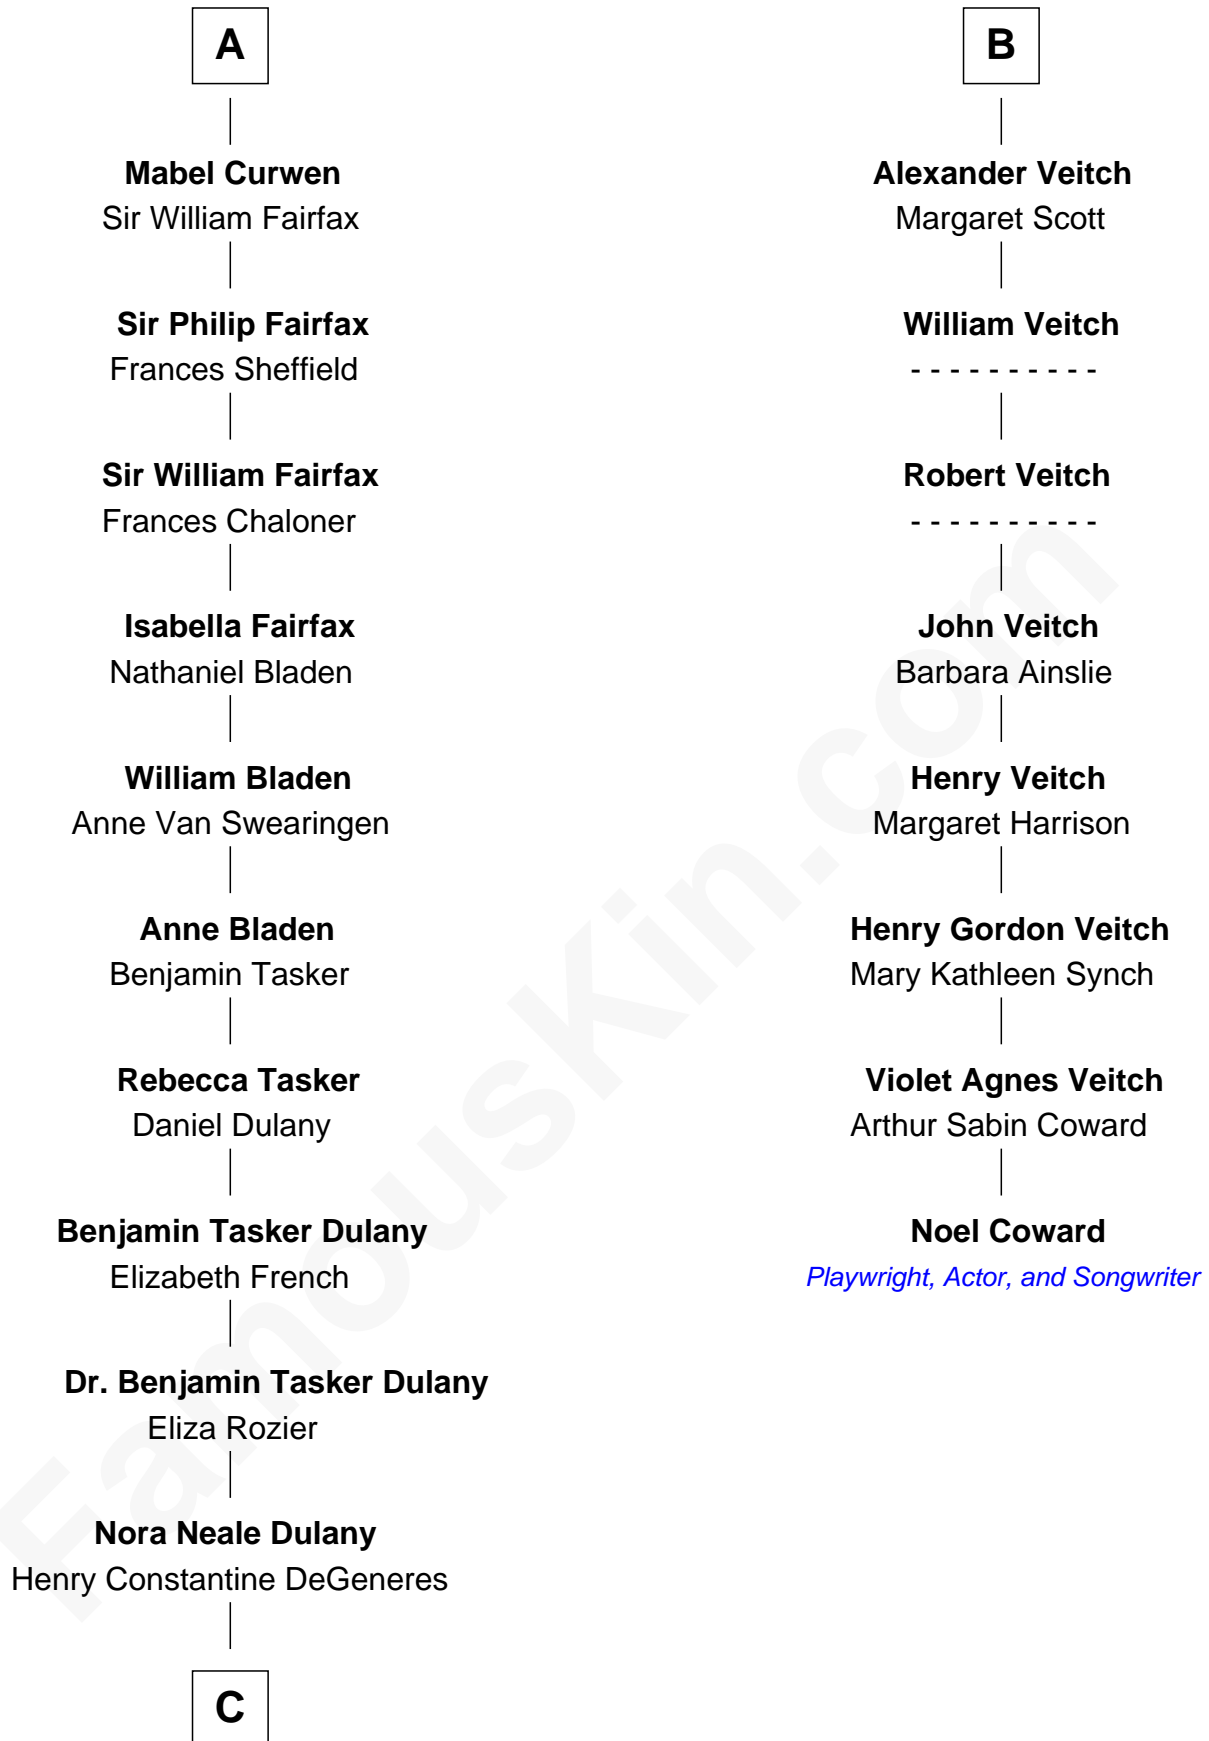 A
Mabel Curwen
Sir William Fairfax
Sir Philip Fairfax
Frances Sheffield
Sir William Fairfax
Frances Chaloner
Isabella Fairfax
Nathaniel Bladen
William Bladen
Anne Van Swearingen
Anne Bladen
Benjamin Tasker
Rebecca Tasker
Daniel Dulany
Benjamin Tasker Dulany
Elizabeth French
Dr. Benjamin Tasker Dulany
Eliza Rozier
Nora Neale Dulany
Henry Constantine DeGeneres
C
B
Alexander Veitch
Margaret Scott
William Veitch
- - - - - - - - - -
Robert Veitch
- - - - - - - - - -
John Veitch
Barbara Ainslie
Henry Veitch
Margaret Harrison
Henry Gordon Veitch
Mary Kathleen Synch
Violet Agnes Veitch
Arthur Sabin Coward
Noel Coward
Playwright, Actor, and Songwriter
FamousKin.com